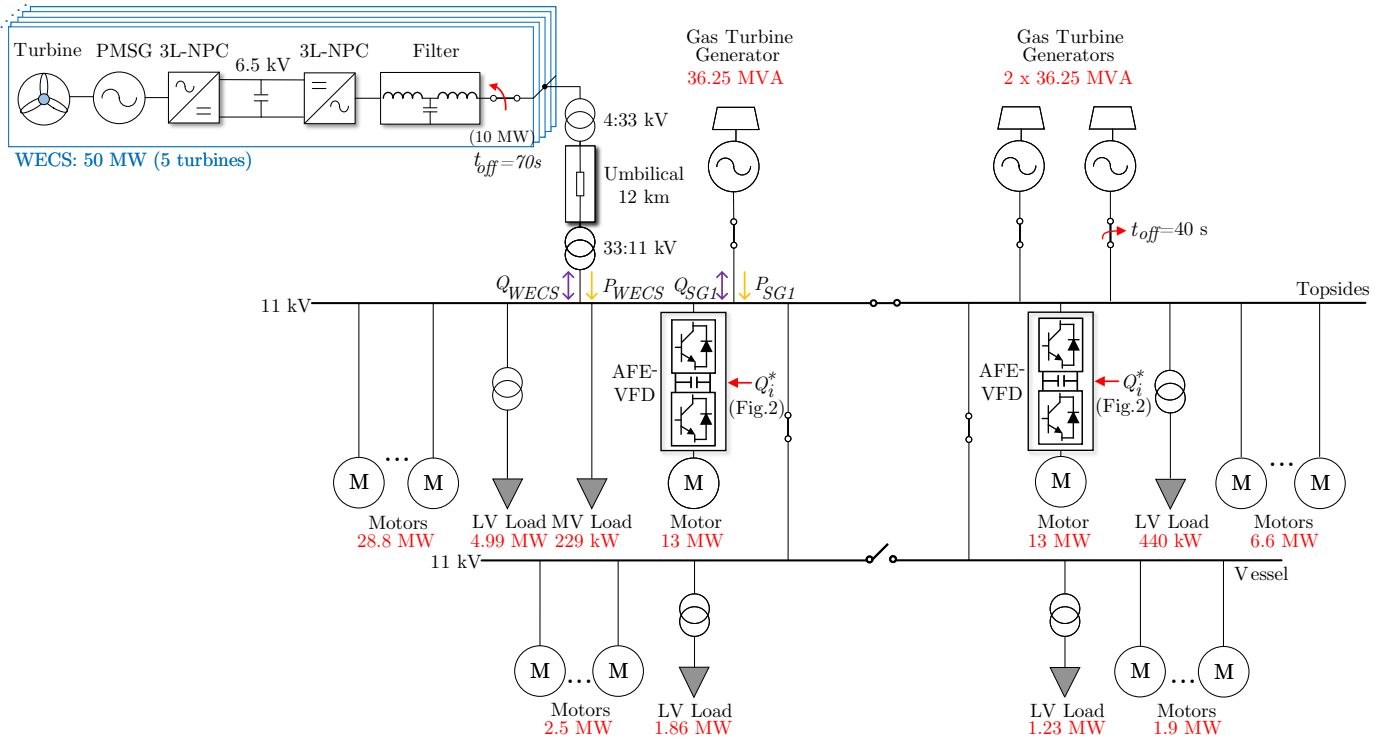 Turbine PMSG 3L-NPC 3L-NPC Filter
6.5 kV
(10 MW)
t_off=70s
WECS: 50 MW (5 turbines)
4:33 kV
Umbilical
12 km
33:11 kV
Gas Turbine
Generator
36.25 MVA
Gas Turbine
Generators
2 x 36.25 MVA
t_off=40 s
Q_WECS P_WECS Q_SG1 P_SG1
11 kV
Topsides
AFE-
VFD
Q_i^*
(Fig.2)
AFE-
VFD
Q_i^*
(Fig.2)
M ... M
Motors
28.8 MW
LV Load
4.99 MW
MV Load
229 kW
M
Motor
13 MW
M
Motor
13 MW
LV Load
440 kW
M ... M
Motors
6.6 MW
11 kV
Vessel
M ... M
Motors
2.5 MW
LV Load
1.86 MW
LV Load
1.23 MW
M ... M
Motors
1.9 MW